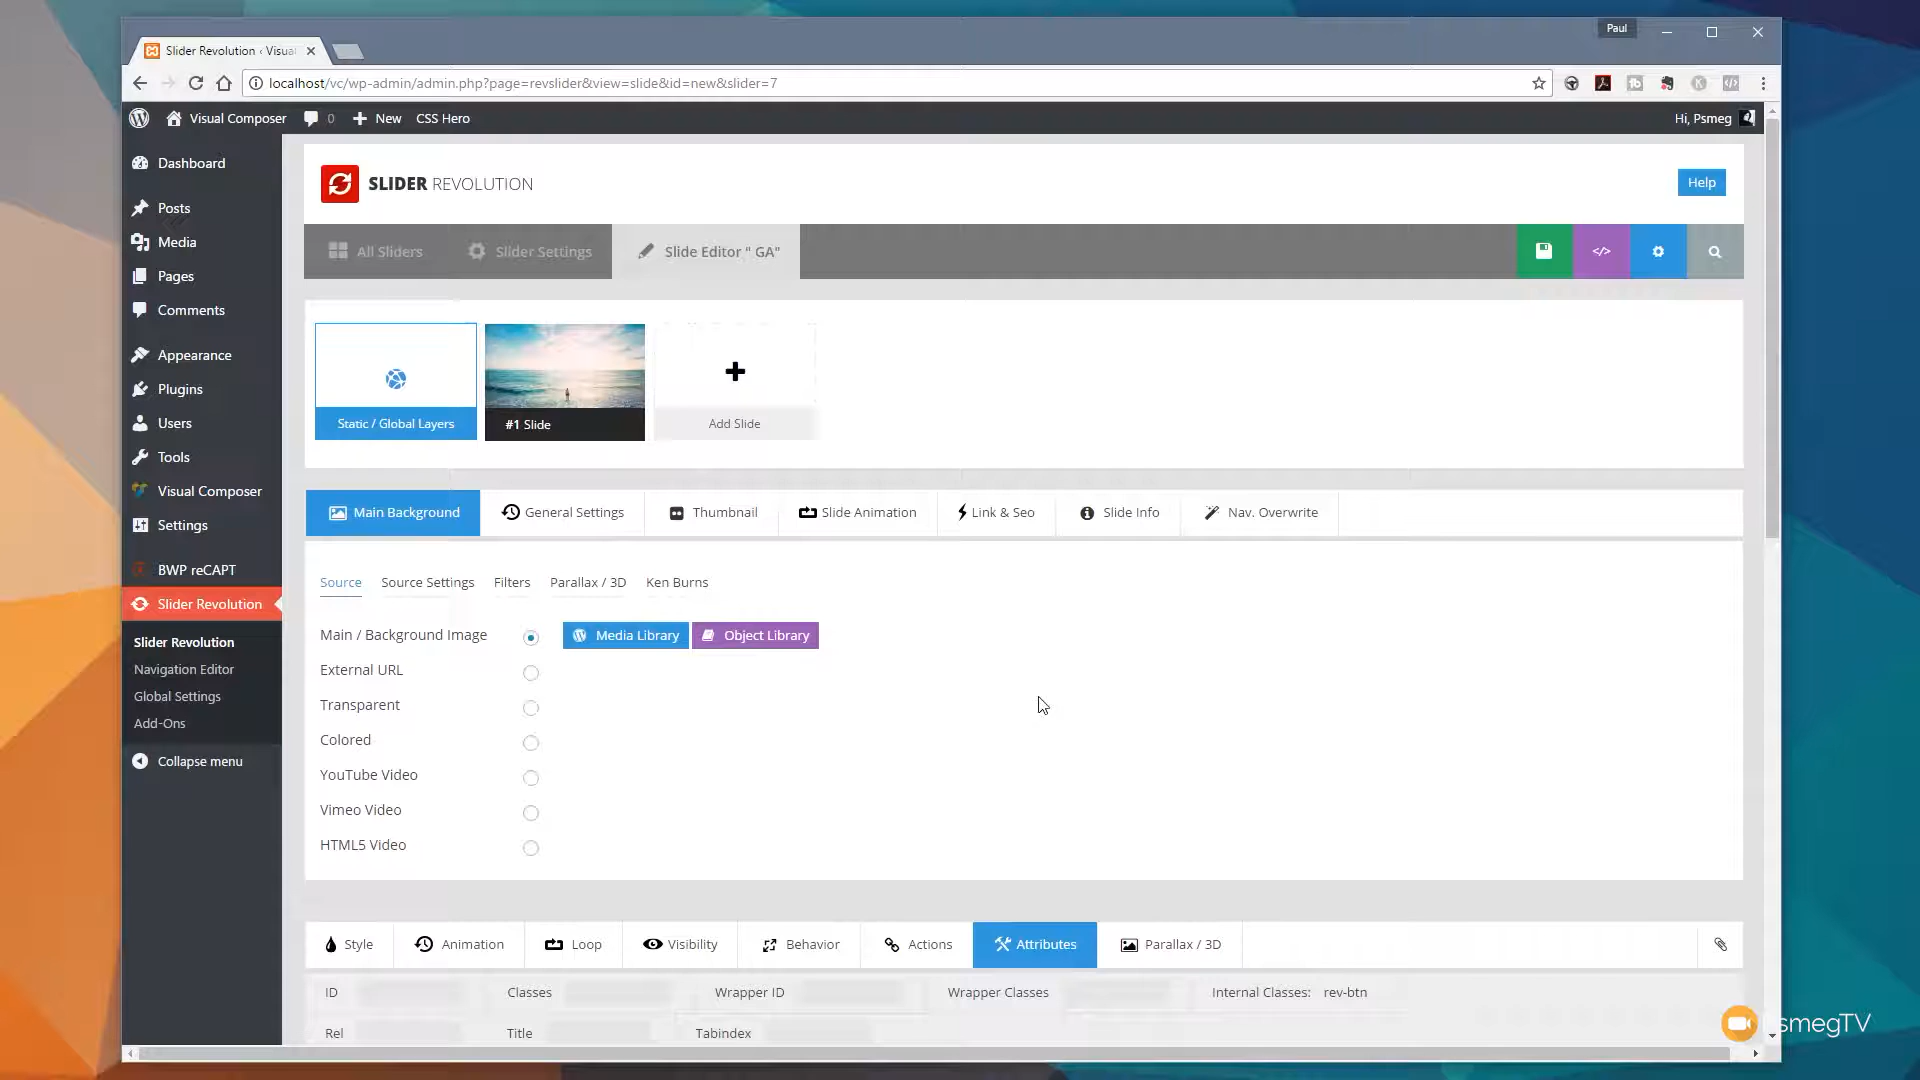 Paul
Slider Revolution ‹ Visua
localhost/vc/wp-admin/admin.php?page=revslider&view=slide&id=new&slider=7
Visual Composer
0
New
CSS Hero
Hi, Psmeg
Dashboard
Posts
Media
Pages
Comments
Appearance
Plugins
Users
Tools
Visual Composer
Settings
BWP reCAPT
Slider Revolution
Slider Revolution
Navigation Editor
Global Settings
Add-Ons
Collapse menu
SLIDER REVOLUTION
Help
All Sliders
Slider Settings
Slide Editor " GA"
</>
Static / Global Layers
#1 Slide
Add Slide
Main Background
General Settings
Thumbnail
Slide Animation
Link & Seo
Slide Info
Nav. Overwrite
Source
Source Settings
Filters
Parallax / 3D
Ken Burns
Main / Background Image
Media Library
Object Library
External URL
Transparent
Colored
YouTube Video
Vimeo Video
HTML5 Video
Style
Animation
Loop
Visibility
Behavior
Actions
Attributes
Parallax / 3D
ID
Classes
Wrapper ID
Wrapper Classes
Internal Classes:
rev-btn
Rel
Title
Tabindex
smegTV